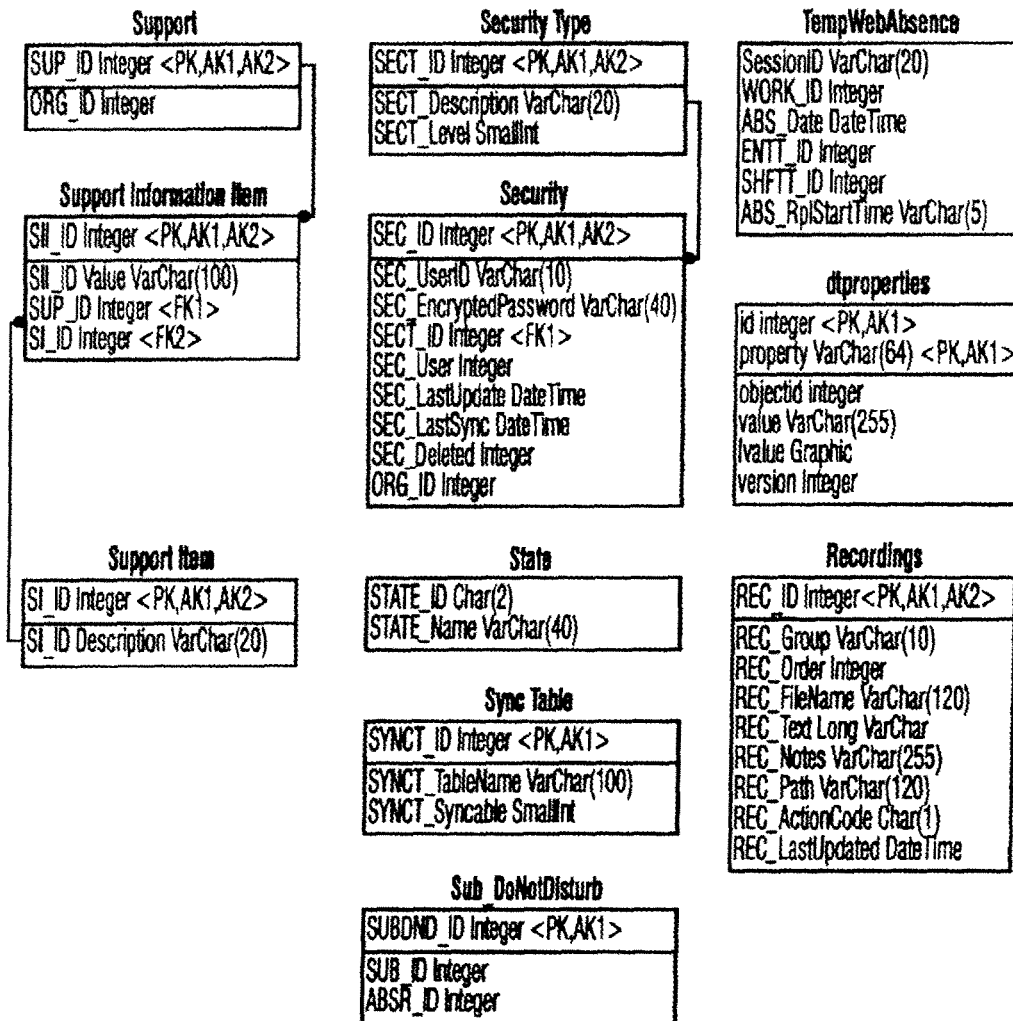 Support
SUP_ID Integer <PK,AK1,AK2>
ORG_ID Integer
Support Information Item
SII_ID Integer <PK,AK1,AK2>
SII_ID Value VarChar(100)
SUP_ID Integer <FK1>
SI_ID Integer <FK2>
Support Item
SI_ID Integer <PK,AK1,AK2>
SI_ID Description VarChar(20)
Security Type
SECT_ID Integer <PK,AK1,AK2>
SECT_Description VarChar(20)
SECT_Level SmallInt
Security
SEC_ID Integer <PK,AK1,AK2>
SEC_UserID VarChar(10)
SEC_EncryptedPassword VarChar(40)
SECT_ID Integer <FK1>
SEC_User Integer
SEC_LastUpdate DateTime
SEC_LastSync DateTime
SEC_Deleted Integer
ORG_ID Integer
State
STATE_ID Char(2)
STATE_Name VarChar(40)
Sync Table
SYNCT_ID Integer <PK,AK1>
SYNCT_TableName VarChar(100)
SYNCT_Syncable SmallInt
Sub_DoNotDisturb
SUBDND_ID Integer <PK,AK1>
SUB_ID Integer
ABSR_ID Integer
TempWebAbsence
SessionID VarChar(20)
WORK_ID Integer
ABS_Date DateTime
ENTT_ID Integer
SHFTT_ID Integer
ABS_RplStartTime VarChar(5)
dtproperties
id integer <PK,AK1>
property VarChar(64) <PK,AK1>
objectid integer
value VarChar(255)
lvalue Graphic
version Integer
Recordings
REC_ID Integer<PK,AK1,AK2>
REC_Group VarChar(10)
REC_Order Integer
REC_FileName VarChar(120)
REC_Text Long VarChar
REC_Notes VarChar(255)
REC_Path VarChar(120)
REC_ActionCode Char(1)
REC_LastUpdated DateTime